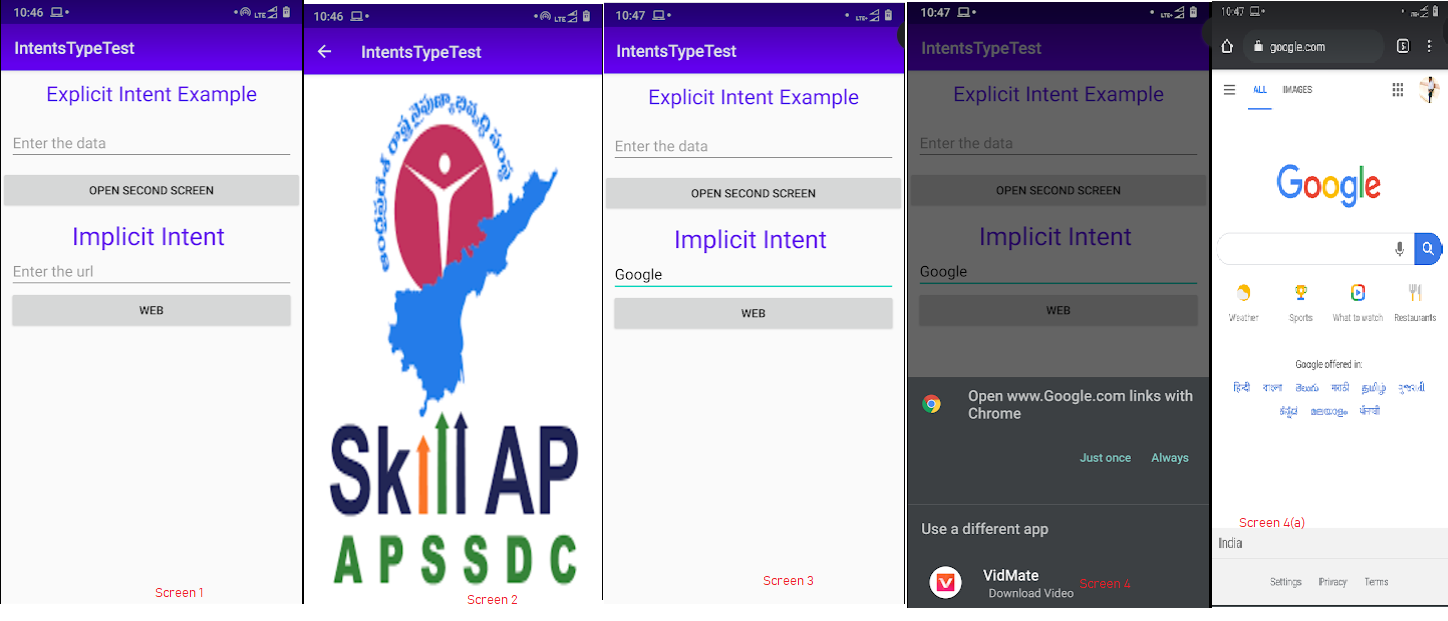 10:46
LTE
IntentsTypeTest
Explicit Intent Example
Enter the data
OPEN SECOND SCREEN
Implicit Intent
Enter the url
WEB
Screen 1
10:46
LTE
IntentsTypeTest
Skill AP
APSSDC
Screen 2
10:47
LTE+
IntentsTypeTest
Explicit Intent Example
Enter the data
OPEN SECOND SCREEN
Implicit Intent
Google
WEB
Screen 3
10:47
LTE+
IntentsTypeTest
Explicit Intent Example
Enter the data
OPEN SECOND SCREEN
Implicit Intent
Google
WEB
Open www.Google.com links with
Chrome
Just once Always
Use a different app
VidMate
Download Video
Screen 4
10:47
google.com
ALL IMAGES
Google
Weather Sports What to watch Restaurants
Google offered in:
हिन्दी বাংলা తెలుగు मराठी தமிழ் ગુજરાતી
ಕನ್ನಡ മലയാളം ਪੰਜਾਬੀ
Screen 4(a)
India
Settings Privacy Terms